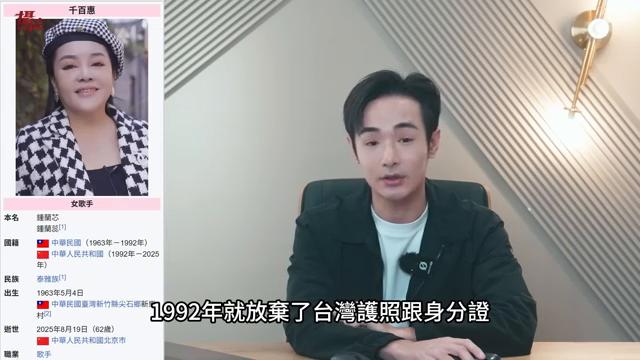 千百惠
女歌手
本名 鍾蘭芯
鍾蘭蕊[1]
國籍 中華民國（1963年－1992年）
中華人民共和國（1992年－2025年）
民族 泰雅族[1]
出生 1963年5月4日
中華民國臺灣新竹縣尖石鄉新
村[2]
逝世 2025年8月19日（62歲）
中華人民共和國北京市
職業 歌手
1992年就放棄了台灣護照跟身分證